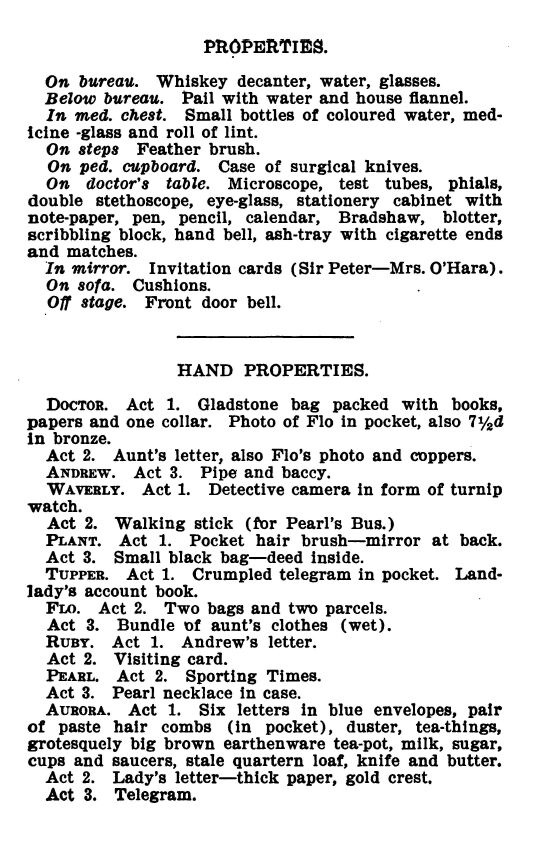 PROPERTIES.
On bureau. Whiskey decanter, water, glasses.
Below bureau. Pail with water and house flannel.
In med. chest. Small bottles of coloured water, med-
icine -glass and roll of lint.
On steps Feather brush.
On ped. cupboard. Case of surgical knives.
On doctor's table. Microscope, test tubes, phials,
double stethoscope, eye-glass, stationery cabinet with
note-paper, pen, pencil, calendar, Bradshaw, blotter,
scribbling block, hand bell, ash-tray with cigarette ends
and matches.
In mirror. Invitation cards (Sir Peter—Mrs. O'Hara).
On sofa. Cushions.
Off stage. Front door bell.
HAND PROPERTIES.
DOCTOR. Act 1. Gladstone bag packed with books,
papers and one collar. Photo of Flo in pocket, also 7½d
in bronze.
Act 2. Aunt's letter, also Flo's photo and coppers.
ANDREW. Act 3. Pipe and baccy.
WAVERLY. Act 1. Detective camera in form of turnip
watch.
Act 2. Walking stick (for Pearl's Bus.)
PLANT. Act 1. Pocket hair brush—mirror at back.
Act 3. Small black bag—deed inside.
TUPPER. Act 1. Crumpled telegram in pocket. Land-
lady's account book.
FLO. Act 2. Two bags and two parcels.
Act 3. Bundle of aunt's clothes (wet).
RUBY. Act 1. Andrew's letter.
Act 2. Visiting card.
PEARL. Act 2. Sporting Times.
Act 3. Pearl necklace in case.
AURORA. Act 1. Six letters in blue envelopes, pair
of paste hair combs (in pocket), duster, tea-things,
grotesquely big brown earthenware tea-pot, milk, sugar,
cups and saucers, stale quartern loaf, knife and butter.
Act 2. Lady's letter—thick paper, gold crest.
Act 3. Telegram.